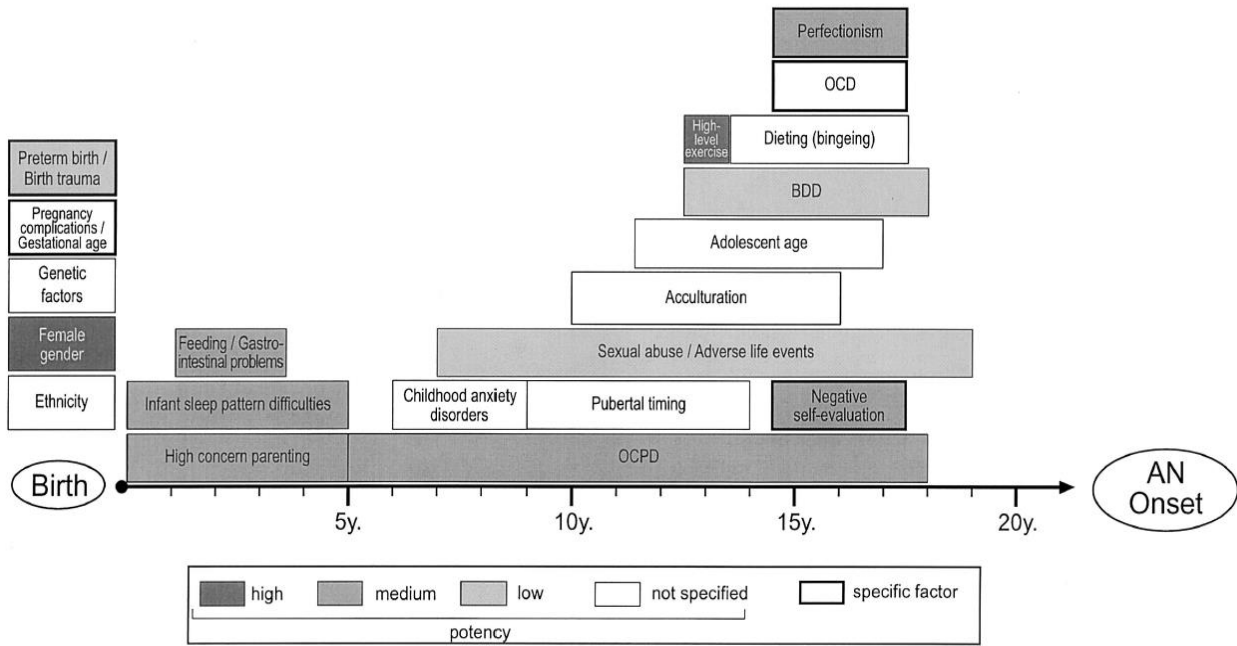 Perfectionism
OCD
High-
level
exercise
Dieting (bingeing)
Preterm birth /
Birth trauma
BDD
Pregnancy
complications /
Gestational age
Adolescent age
Genetic
factors
Acculturation
Female
gender
Feeding / Gastro-
intestinal problems
Sexual abuse / Adverse life events
Ethnicity
Infant sleep pattern difficulties
Childhood anxiety
disorders
Pubertal timing
Negative
self-evaluation
High concern parenting
OCPD
Birth
AN
Onset
5y.
10y.
15y.
20y.
high
medium
low
not specified
specific factor
potency